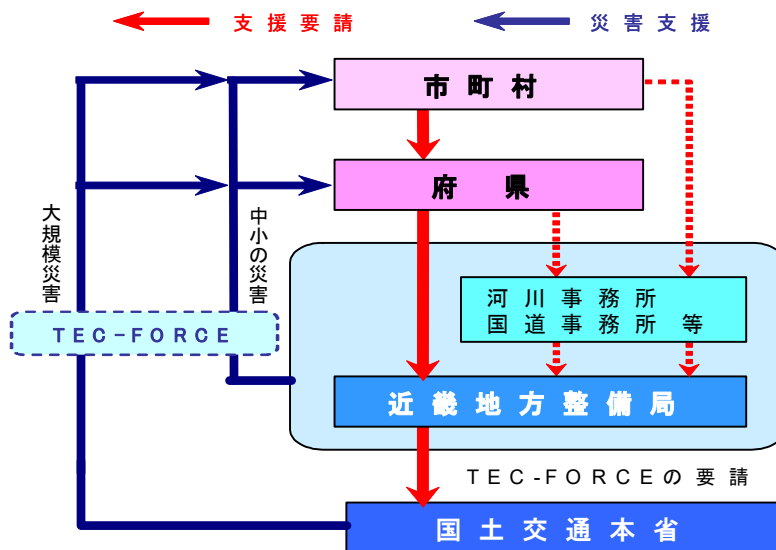 支援要請
災害支援
市町村
府県
大規模災害
中小の災害
河川事務所
国道事務所 等
TEC-FORCE
近畿地方整備局
TEC-FORCEの要請
国土交通本省